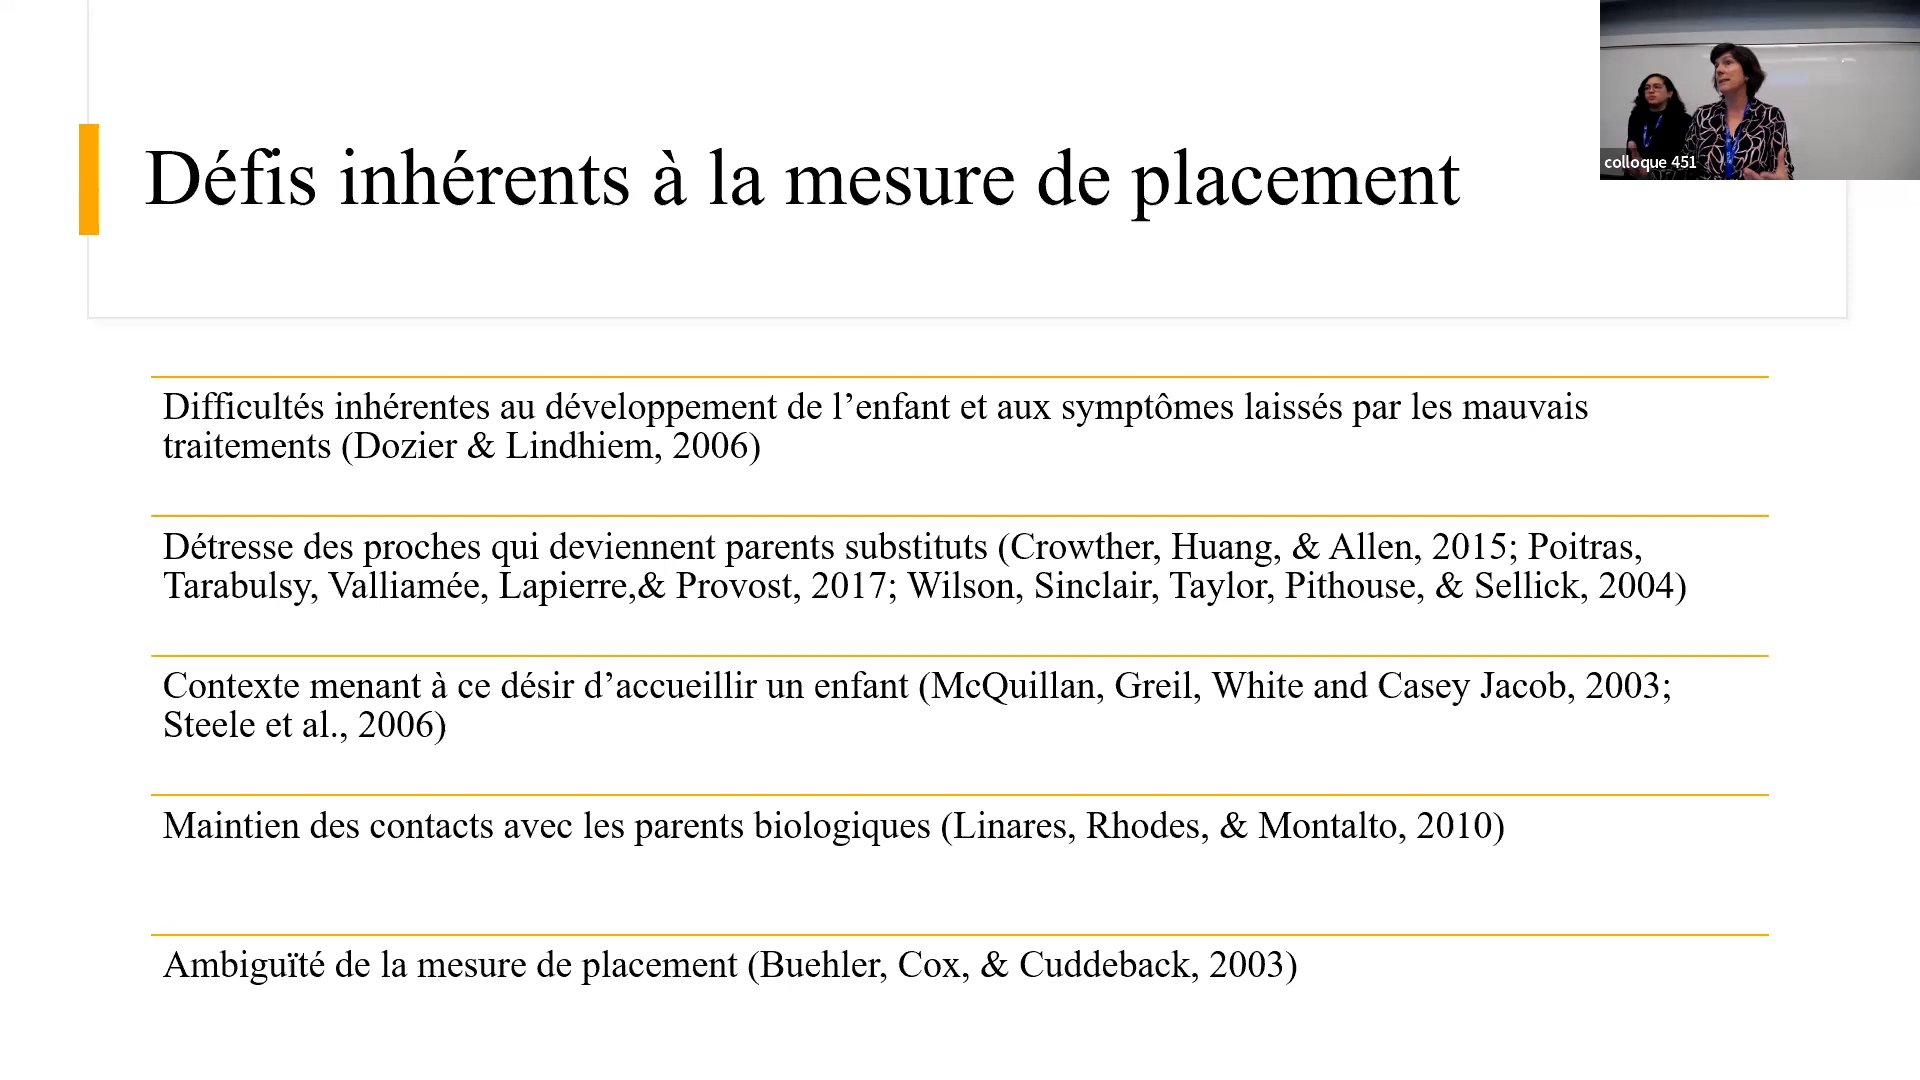 Défis inhérents à la mesure de placement
colloque 451
Difficultés inhérentes au développement de l’enfant et aux symptômes laissés par les mauvais
traitements (Dozier & Lindhiem, 2006)
Détresse des proches qui deviennent parents substituts (Crowther, Huang, & Allen, 2015; Poitras,
Tarabulsy, Valliamée, Lapierre,& Provost, 2017; Wilson, Sinclair, Taylor, Pithouse, & Sellick, 2004)
Contexte menant à ce désir d’accueillir un enfant (McQuillan, Greil, White and Casey Jacob, 2003;
Steele et al., 2006)
Maintien des contacts avec les parents biologiques (Linares, Rhodes, & Montalto, 2010)
Ambiguïté de la mesure de placement (Buehler, Cox, & Cuddeback, 2003)